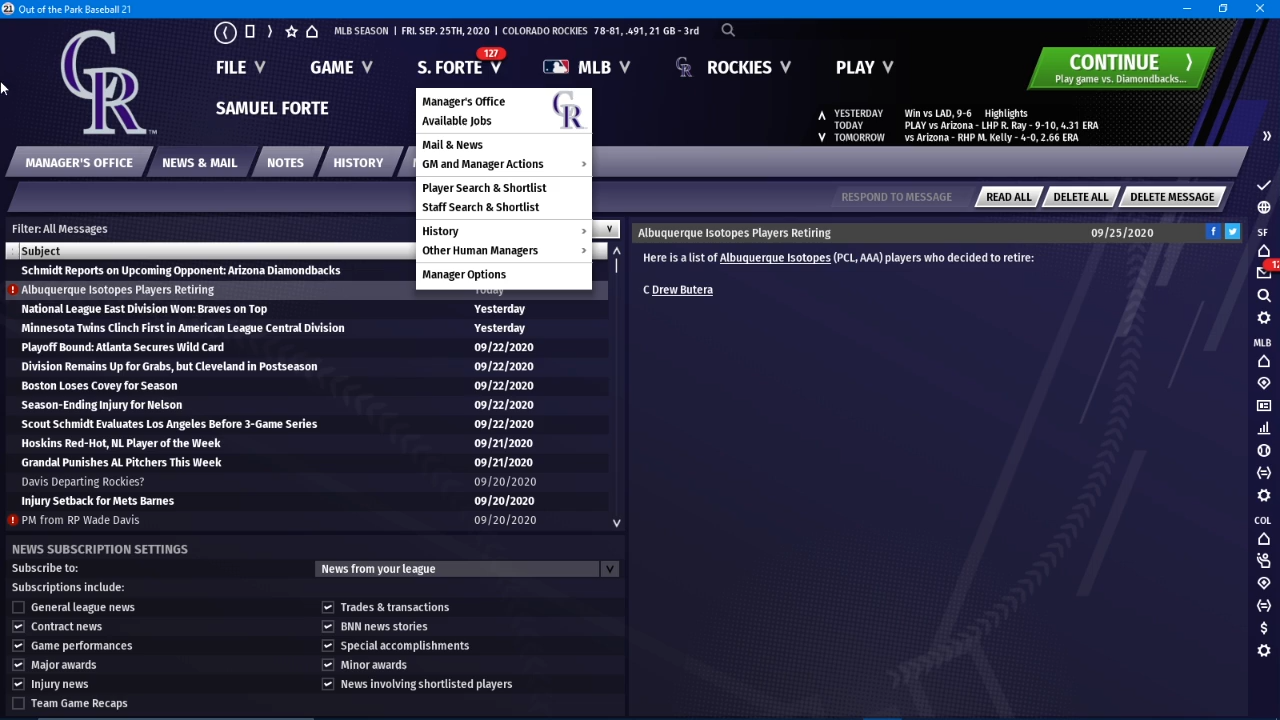 Out of the Park Baseball 21
MLB SEASON | FRI. SEP. 25TH, 2020 | COLORADO ROCKIES 78-81, .491, 21 GB - 3rd
127
FILE GAME S. FORTE MLB ROCKIES PLAY
CONTINUE
Play game vs. Diamondbacks...
SAMUEL FORTE
YESTERDAY Win vs LAD, 9-6 Highlights
TODAY PLAY vs Arizona - LHP R. Ray - 9-10, 4.31 ERA
TOMORROW vs Arizona - RHP M. Kelly - 4-0, 2.66 ERA
Manager's Office
Available Jobs
Mail & News
GM and Manager Actions
Player Search & Shortlist
Staff Search & Shortlist
History
Other Human Managers
Manager Options
MANAGER'S OFFICE NEWS & MAIL NOTES HISTORY
RESPOND TO MESSAGE READ ALL DELETE ALL DELETE MESSAGE
Filter: All Messages
Subject
Schmidt Reports on Upcoming Opponent: Arizona Diamondbacks
Albuquerque Isotopes Players Retiring Today
National League East Division Won: Braves on Top Yesterday
Minnesota Twins Clinch First in American League Central Division Yesterday
Playoff Bound: Atlanta Secures Wild Card 09/22/2020
Division Remains Up for Grabs, but Cleveland in Postseason 09/22/2020
Boston Loses Covey for Season 09/22/2020
Season-Ending Injury for Nelson 09/22/2020
Scout Schmidt Evaluates Los Angeles Before 3-Game Series 09/22/2020
Hoskins Red-Hot, NL Player of the Week 09/21/2020
Grandal Punishes AL Pitchers This Week 09/21/2020
Davis Departing Rockies? 09/20/2020
Injury Setback for Mets Barnes 09/20/2020
PM from RP Wade Davis 09/20/2020
Albuquerque Isotopes Players Retiring 09/25/2020
Here is a list of Albuquerque Isotopes (PCL, AAA) players who decided to retire:
C Drew Butera
NEWS SUBSCRIPTION SETTINGS
Subscribe to: News from your league
Subscriptions include:
General league news Trades & transactions
Contract news BNN news stories
Game performances Special accomplishments
Major awards Minor awards
Injury news News involving shortlisted players
Team Game Recaps
SF
MLB
COL